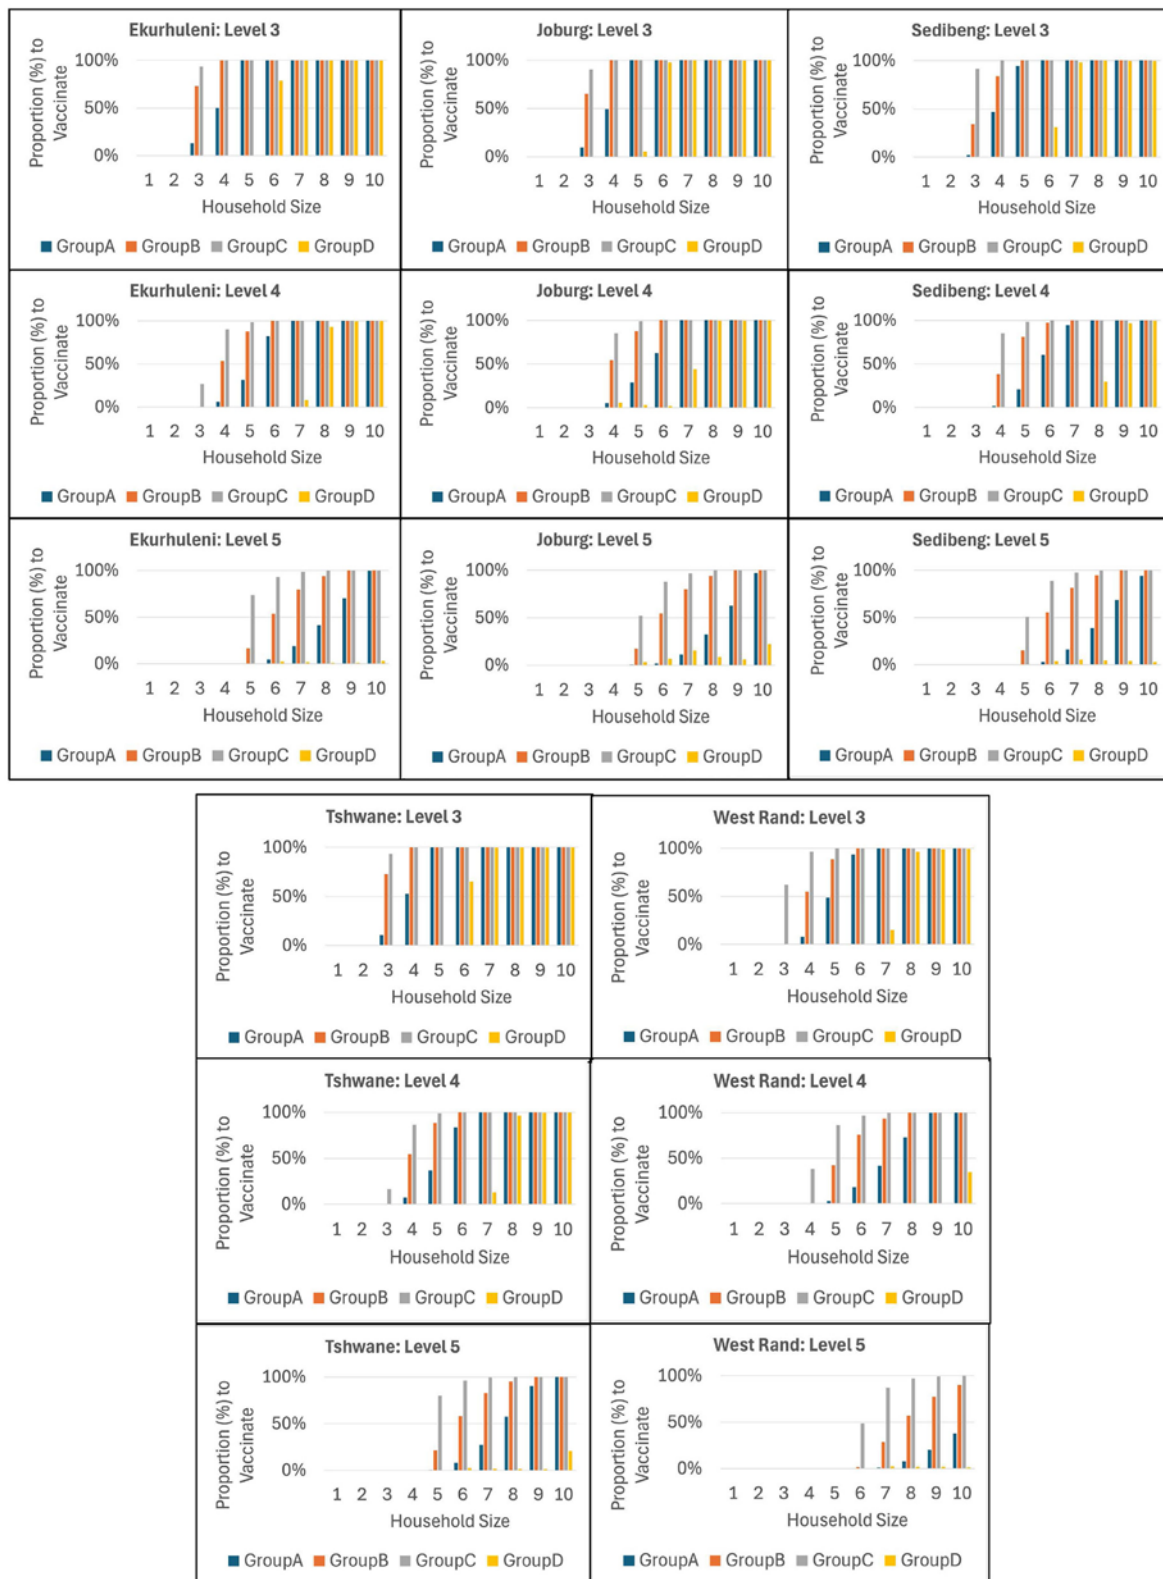 Ekurhuleni: Level 3
Proportion (%) to
Vaccinate
100%
50%
0%
1 2 3 4 5 6 7 8 9 10
Household Size
GroupA GroupB GroupC GroupD
Joburg: Level 3
Proportion (%) to
Vaccinate
100%
50%
0%
1 2 3 4 5 6 7 8 9 10
Household Size
GroupA GroupB GroupC GroupD
Sedibeng: Level 3
Proportion (%) to
Vaccinate
100%
50%
0%
1 2 3 4 5 6 7 8 9 10
Household Size
GroupA GroupB GroupC GroupD
Ekurhuleni: Level 4
Proportion (%) to
Vaccinate
100%
50%
0%
1 2 3 4 5 6 7 8 9 10
Household Size
GroupA GroupB GroupC GroupD
Joburg: Level 4
Proportion (%) to
Vaccinate
100%
50%
0%
1 2 3 4 5 6 7 8 9 10
Household Size
GroupA GroupB GroupC GroupD
Sedibeng: Level 4
Proportion (%) to
Vaccinate
100%
50%
0%
1 2 3 4 5 6 7 8 9 10
Household Size
GroupA GroupB GroupC GroupD
Ekurhuleni: Level 5
Proportion (%) to
Vaccinate
100%
50%
0%
1 2 3 4 5 6 7 8 9 10
Household Size
GroupA GroupB GroupC GroupD
Joburg: Level 5
Proportion (%) to
Vaccinate
100%
50%
0%
1 2 3 4 5 6 7 8 9 10
Household Size
GroupA GroupB GroupC GroupD
Sedibeng: Level 5
Proportion (%) to
Vaccinate
100%
50%
0%
1 2 3 4 5 6 7 8 9 10
Household Size
GroupA GroupB GroupC GroupD
Tshwane: Level 3
Proportion (%) to
Vaccinate
100%
50%
0%
1 2 3 4 5 6 7 8 9 10
Household Size
GroupA GroupB GroupC GroupD
West Rand: Level 3
Proportion (%) to
Vaccinate
100%
50%
0%
1 2 3 4 5 6 7 8 9 10
Household Size
GroupA GroupB GroupC GroupD
Tshwane: Level 4
Proportion (%) to
Vaccinate
100%
50%
0%
1 2 3 4 5 6 7 8 9 10
Household Size
GroupA GroupB GroupC GroupD
West Rand: Level 4
Proportion (%) to
Vaccinate
100%
50%
0%
1 2 3 4 5 6 7 8 9 10
Household Size
GroupA GroupB GroupC GroupD
Tshwane: Level 5
Proportion (%) to
Vaccinate
100%
50%
0%
1 2 3 4 5 6 7 8 9 10
Household Size
GroupA GroupB GroupC GroupD
West Rand: Level 5
Proportion (%) to
Vaccinate
100%
50%
0%
1 2 3 4 5 6 7 8 9 10
Household Size
GroupA GroupB GroupC GroupD